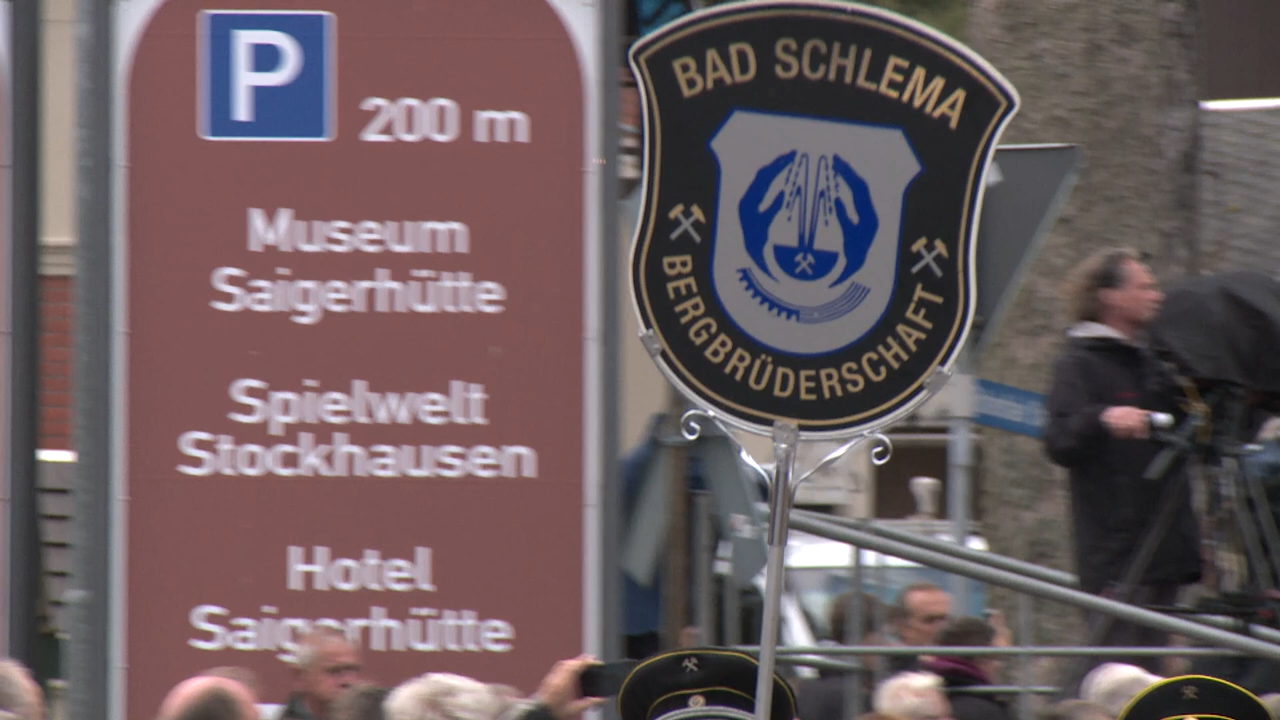 P
200 m
Museum
Saigerhütte
Spielwelt
Stockhausen
Hotel
Saigerhütte
BAD SCHLEMA
BERGBRÜDERSCHAFT